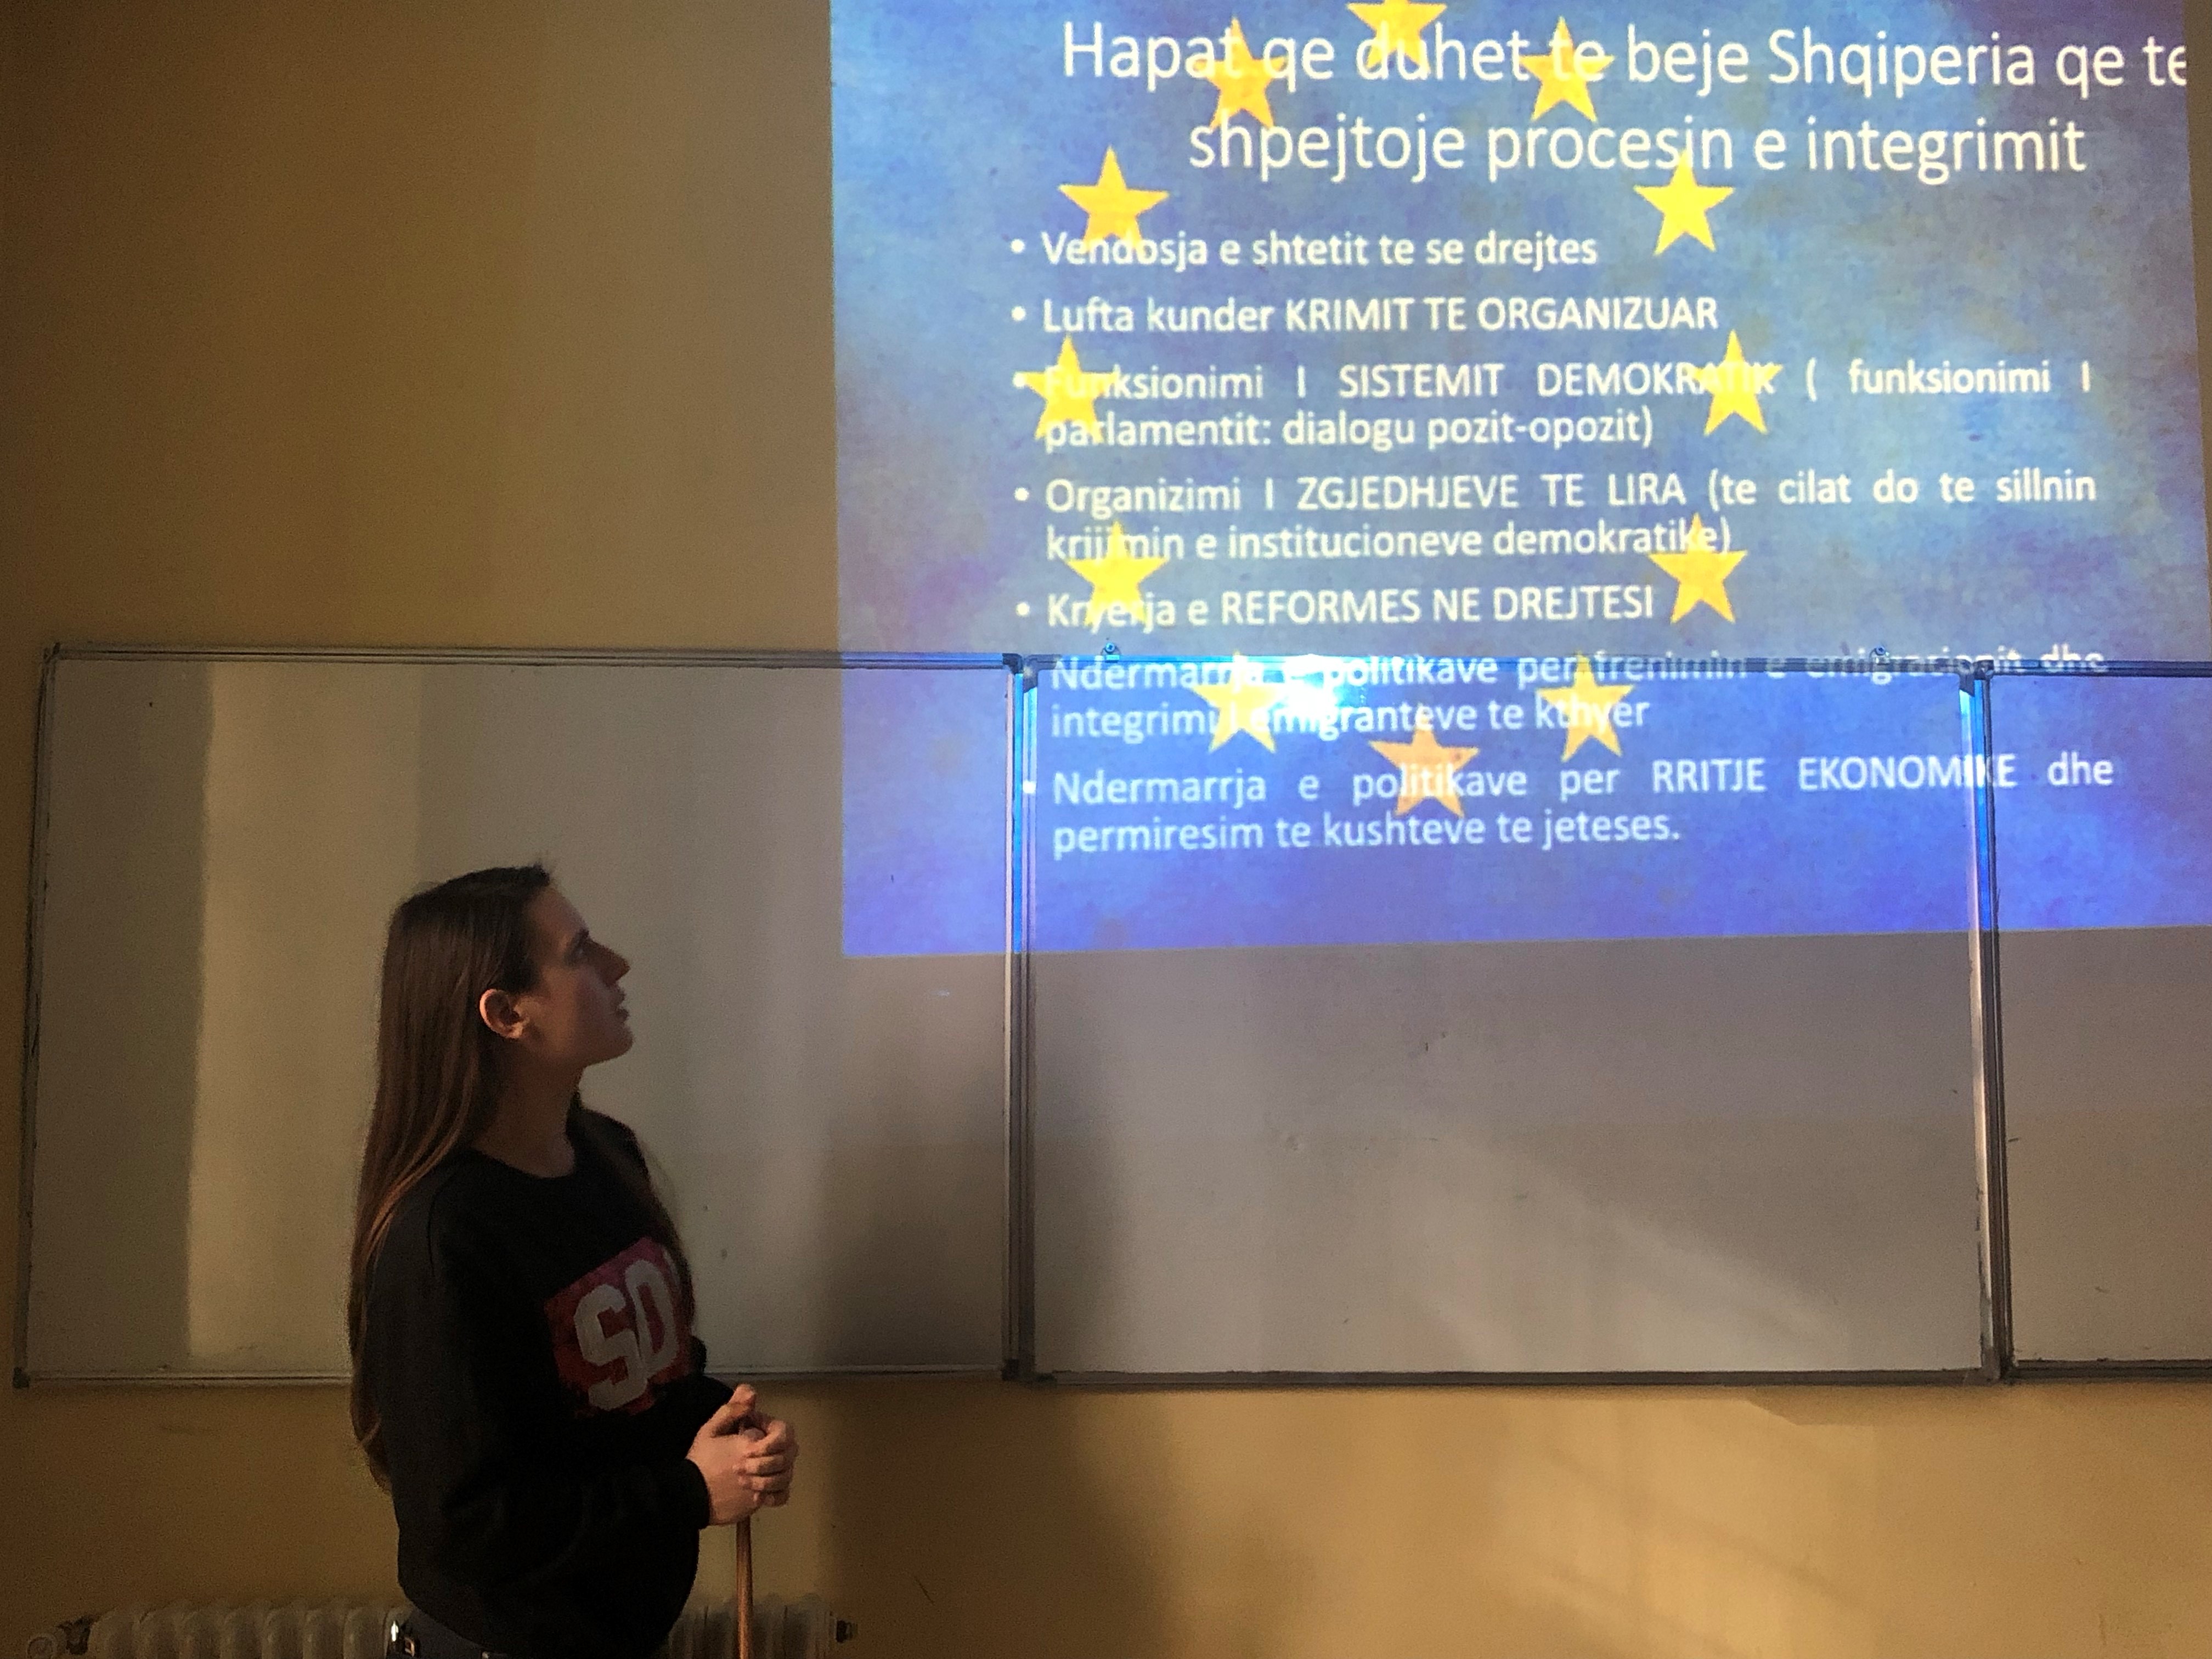 Hapat qe duhet te beje Shqiperia qe te
shpejtoje procesin e integrimit
• Vendosja e shtetit te se drejtes
• Lufta kunder KRIMIT TE ORGANIZUAR
• Funksionimi I SISTEMIT DEMOKRATIK ( funksionimi I
parlamentit: dialogu pozit-opozit)
• Organizimi I ZGJEDHJEVE TE LIRA (te cilat do te sillnin
krijimin e institucioneve demokratike)
• Kryerja e REFORMES NE DREJTESI
Ndermarrja e politikave per frenimin e emigracionit dhe
integrimi I emigranteve te kthyer
• Ndermarrja e politikave per RRITJE EKONOMIKE dhe
permiresim te kushteve te jeteses.